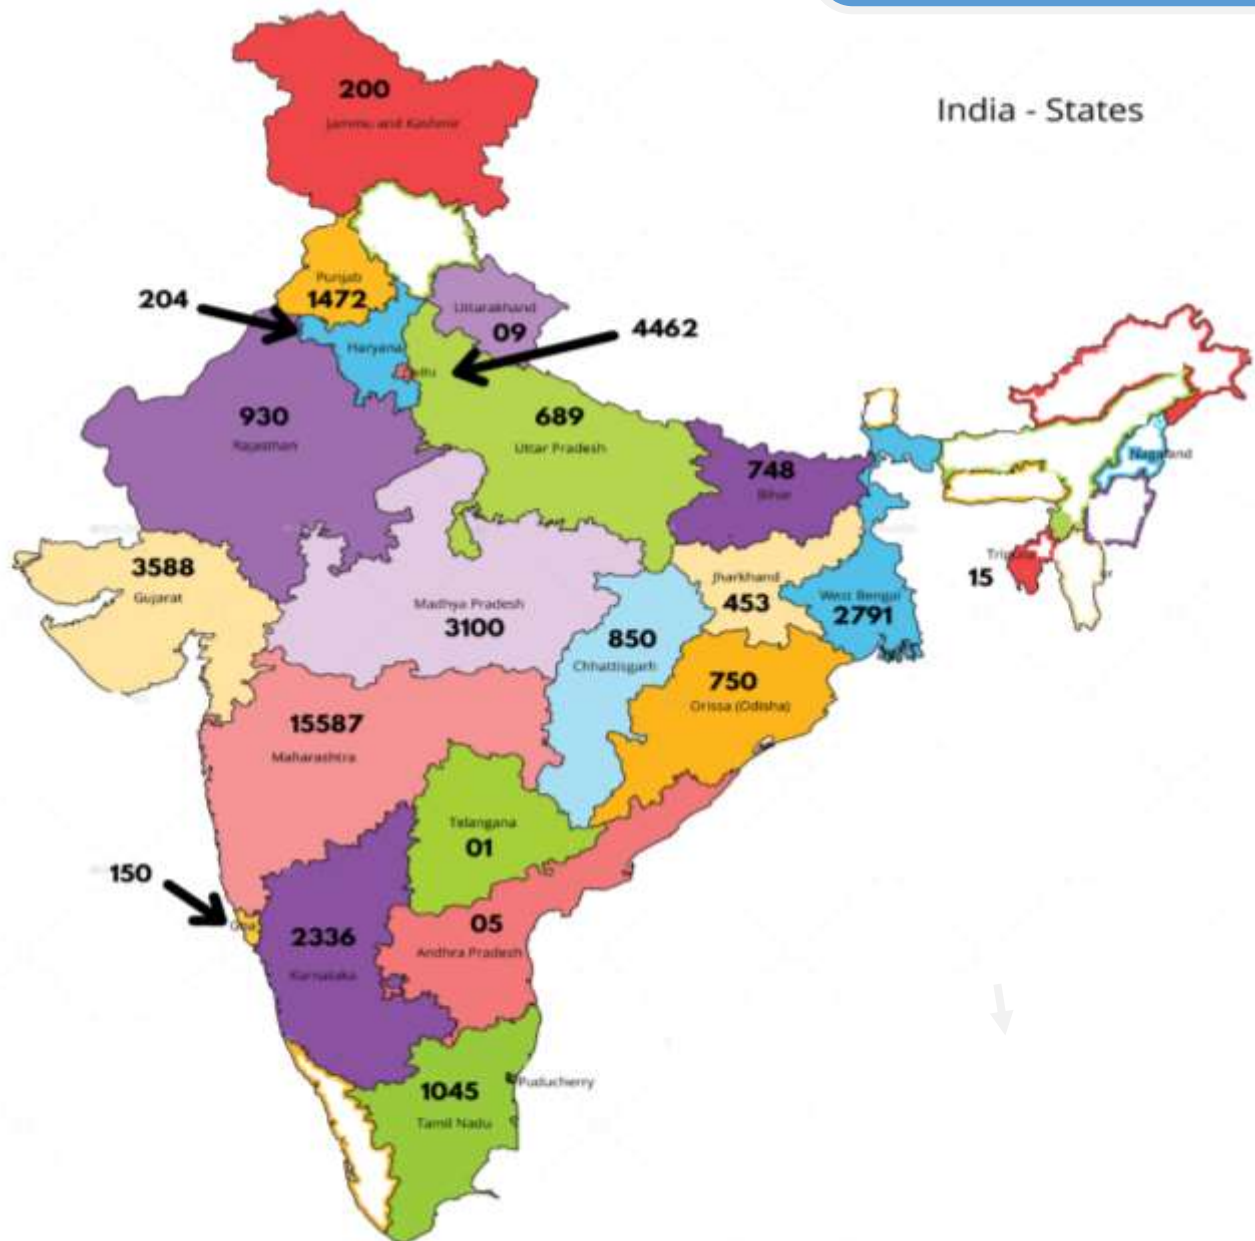 India - States
200
Jammu and Kashmir
Punjab
1472
204
Haryana
Uttarakhand
09
4462
930
Rajasthan
689
Uttar Pradesh
748
Bihar
Nagaland
3588
Gujarat
Madhya Pradesh
3100
Jharkhand
453
West Bengal
2791
Tripura
15
850
Chhattisgarh
750
Orissa (Odisha)
15587
Maharashtra
Telangana
01
150
2336
Karnataka
05
Andhra Pradesh
1045
Tamil Nadu
Puducherry